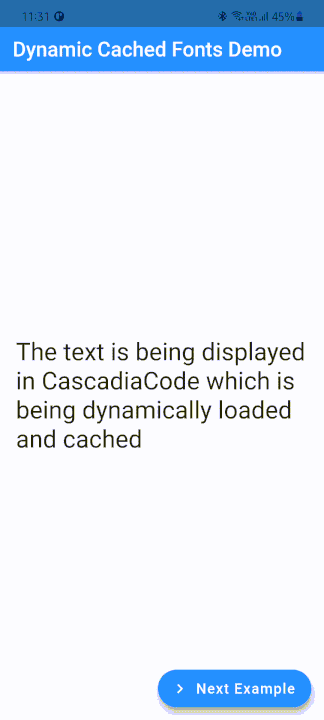 11:31 45%
Dynamic Cached Fonts Demo
The text is being displayed
in CascadiaCode which is
being dynamically loaded
and cached
Next Example